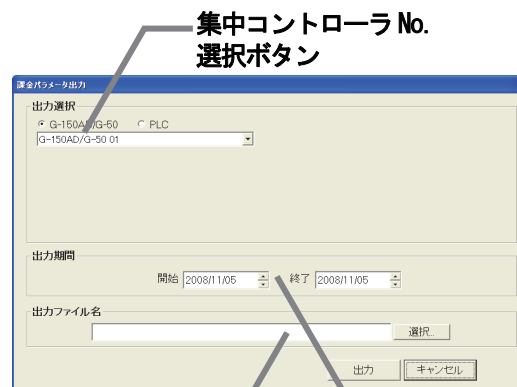 集中コントローラ No.
選択ボタン
課金パラメータ出力
出力選択
G-150AD/G-50 PLC
G-150AD/G-50 01
出力期間
開始 2008/11/05 終了 2008/11/05
出力ファイル名
選択...
出力 キャンセル